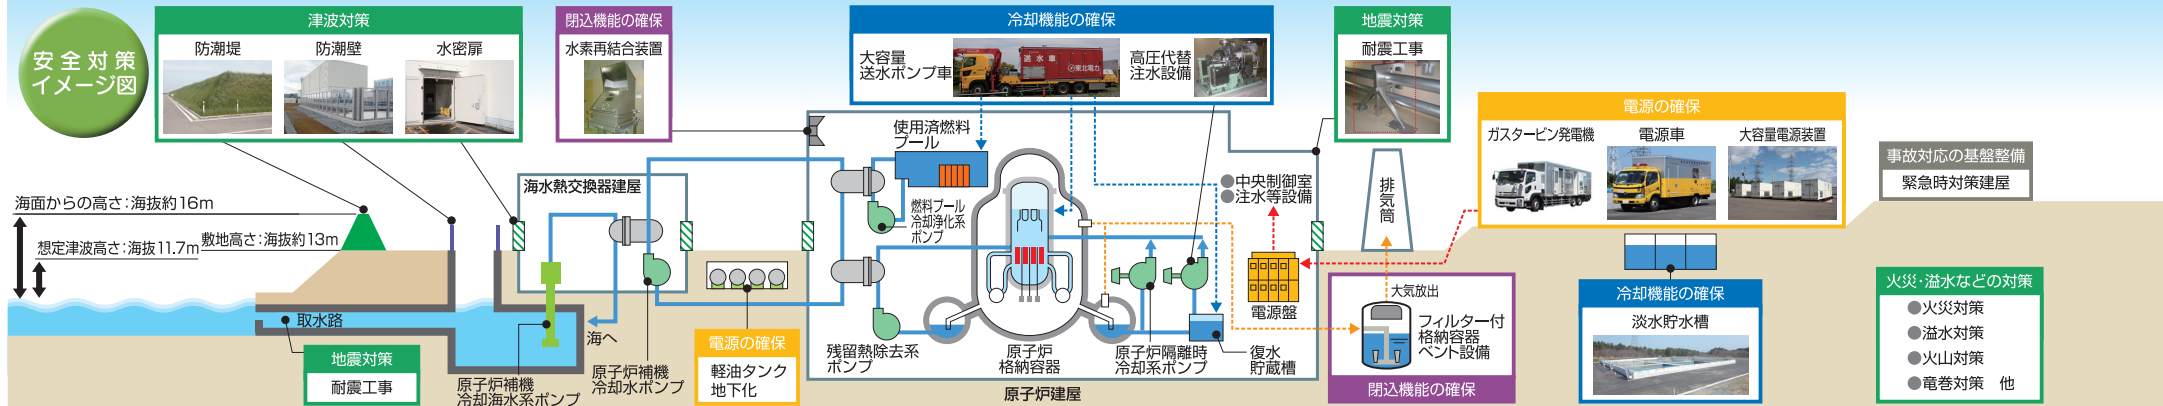 安全対策
イメージ図
津波対策
防潮堤
防潮壁
水密扉
閉込機能の確保
水素再結合装置
冷却機能の確保
大容量
送水ポンプ車
送水車
東北電力
高圧代替
注水設備
地震対策
耐震工事
電源の確保
ガスタービン発電機
電源車
大容量電源装置
事故対応の基盤整備
緊急時対策建屋
海面からの高さ：海抜約16m
想定津波高さ：海抜11.7m
敷地高さ：海抜約13m
海水熱交換器建屋
使用済燃料
プール
燃料プール
冷却浄化系
ポンプ
●中央制御室
●注水等設備
排気筒
電源盤
取水路
海へ
地震対策
耐震工事
原子炉補機
冷却海水系ポンプ
原子炉補機
冷却水ポンプ
電源の確保
軽油タンク
地下化
残留熱除去系
ポンプ
原子炉
格納容器
原子炉隔離時
冷却系ポンプ
復水
貯蔵槽
原子炉建屋
大気放出
フィルター付
格納容器
ベント設備
閉込機能の確保
冷却機能の確保
淡水貯水槽
火災・溢水などの対策
●火災対策
●溢水対策
●火山対策
●竜巻対策　他